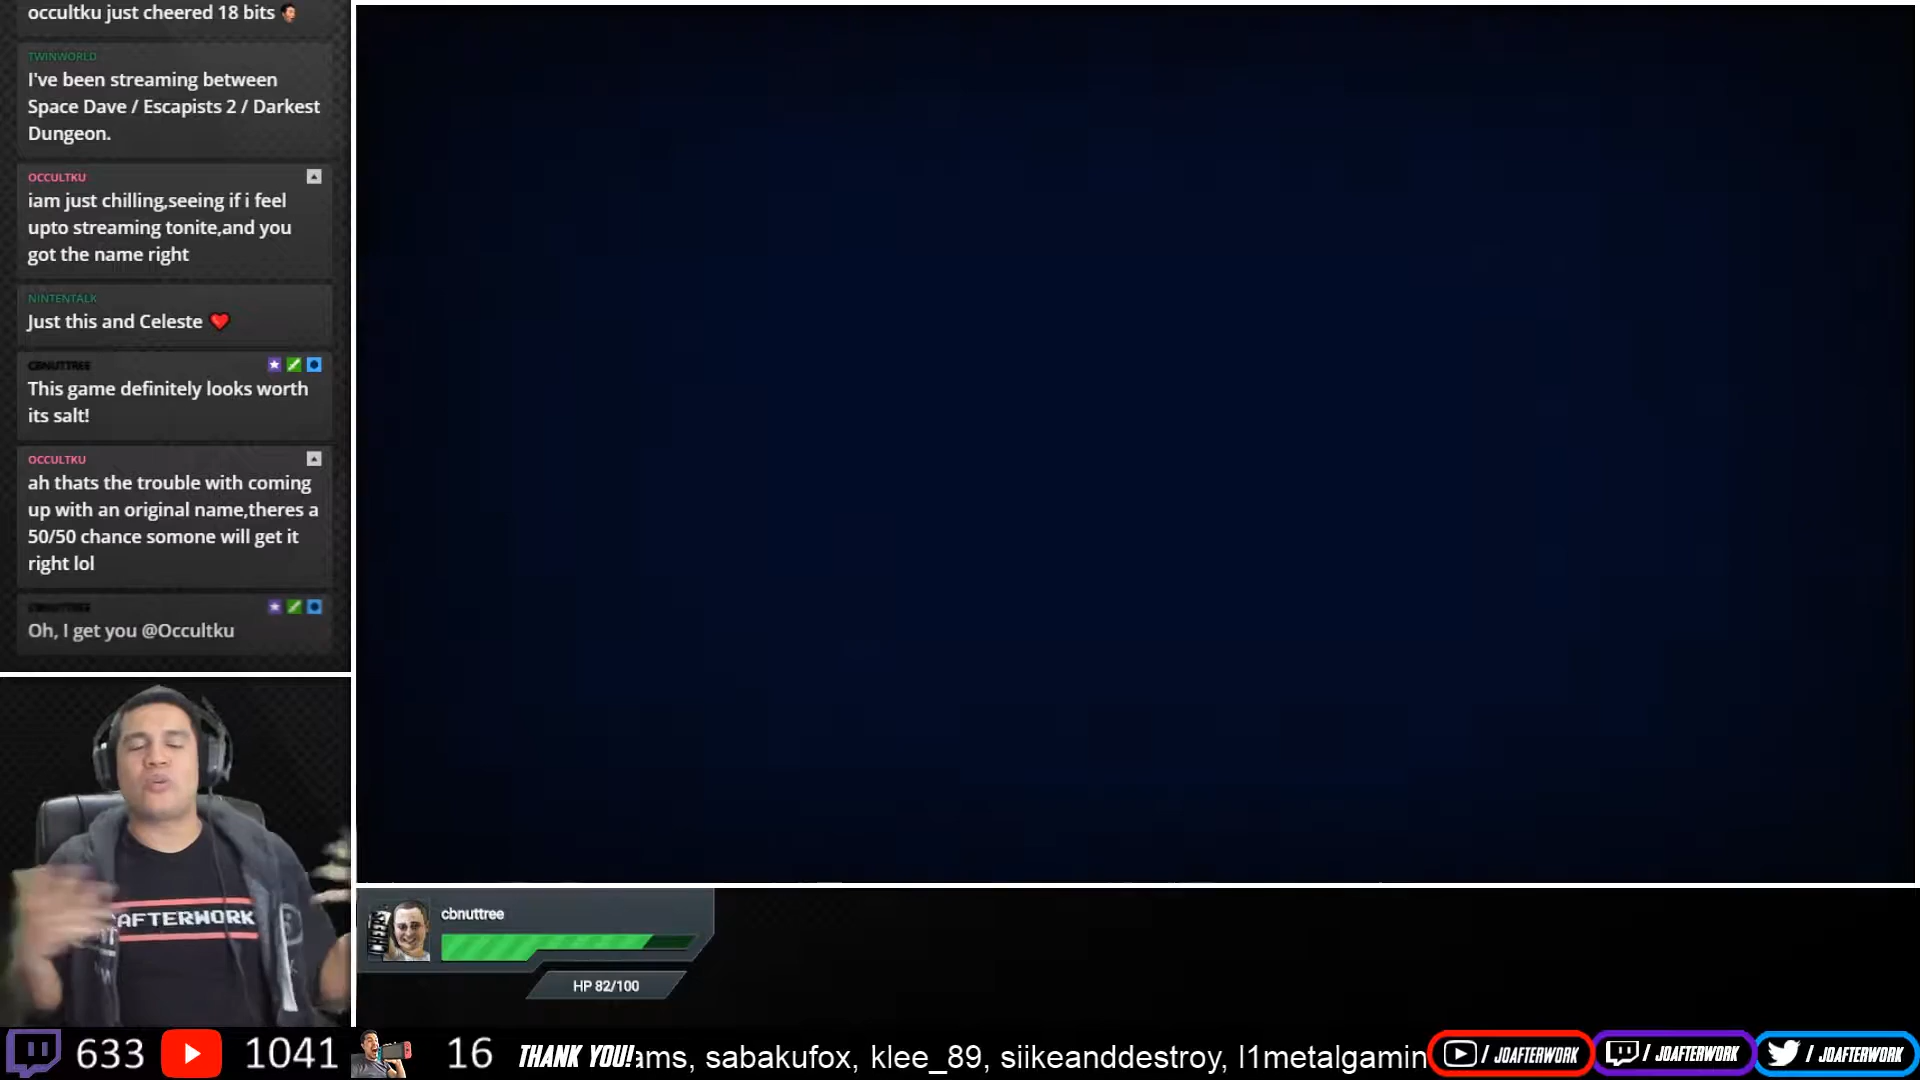 occultku just cheered 18 bits
TWINWORLD
I've been streaming between
Space Dave / Escapists 2 / Darkest
Dungeon.
OCCULTKU
iam just chilling,seeing if i feel
upto streaming tonite,and you
got the name right
NINTENTALK
Just this and Celeste
CBNUTTREE
This game definitely looks worth
its salt!
OCCULTKU
ah thats the trouble with coming
up with an original name,theres a
50/50 chance somone will get it
right lol
CBNUTTREE
Oh, I get you @Occultku
AFTERWORK
cbnuttree
HP 82/100
633
1041
16
THANK YOU! ams, sabakufox, klee_89, siikeanddestroy, l1metalgamin
/ JOAFTERWORK
/ JOAFTERWORK
/ JOAFTERWORK